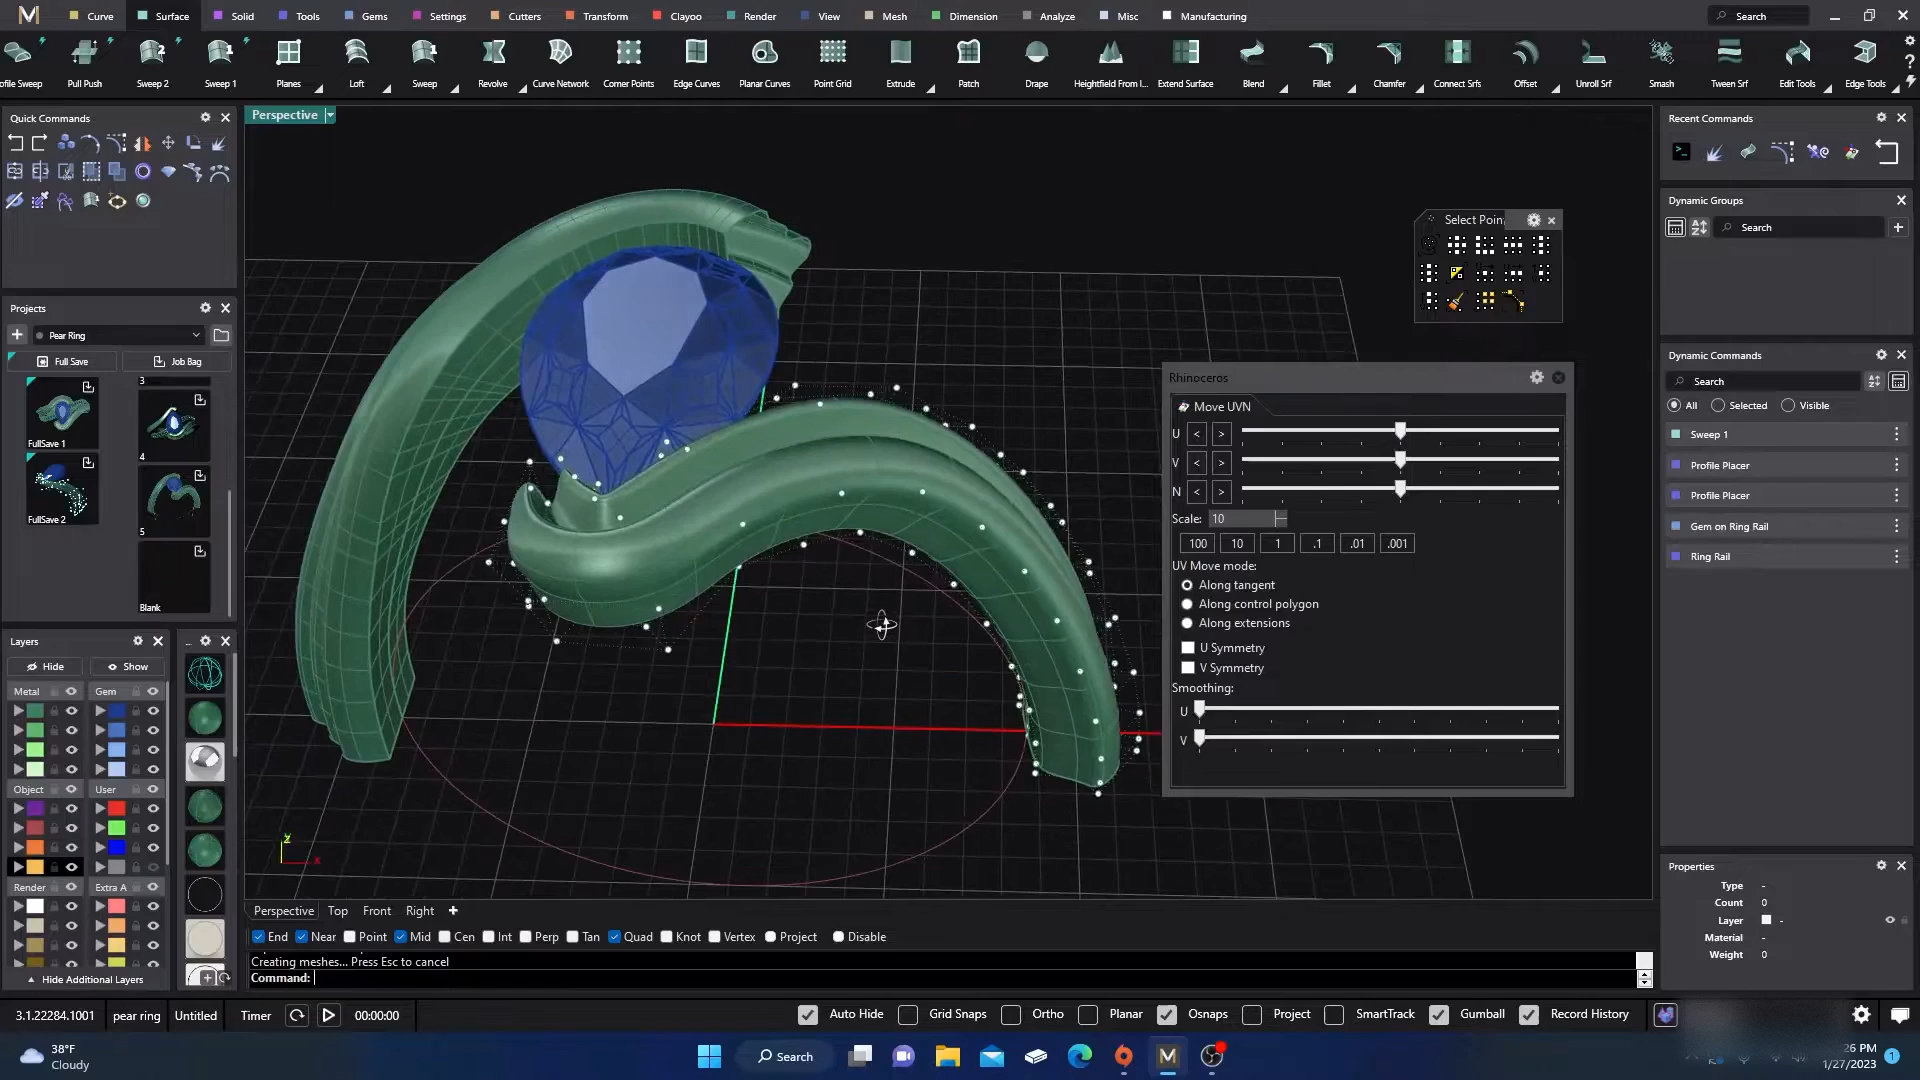 Curve
Surface
Solid
Tools
Gems
Settings
Cutters
Transform
Clayoo
Render
View
Mesh
Dimension
Analyze
Misc
Manufacturing
Search
ofile Sweep
Pull Push
Sweep 2
Sweep 1
Planes
Loft
Sweep
Revolve
Curve Network
Corner Points
Edge Curves
Planar Curves
Point Grid
Extrude
Patch
Drape
Heightfield From I...
Extend Surface
Blend
Fillet
Chamfer
Connect Srfs
Offset
Unroll Srf
Smash
Tween Srf
Edit Tools
Edge Tools
Quick Commands
Projects
Pear Ring
Full Save
Job Bag
3
FullSave 1
4
FullSave 2
5
Blank
Layers
Hide
Show
Metal
Gem
Object
User
Render
Extra A
Hide Additional Layers
Perspective
z
x
Select Poin
Rhinoceros
Move UVN
U < >
V < >
N < >
Scale: 10
100 10 1 .1 .01 .001
UV Move mode:
Along tangent
Along control polygon
Along extensions
U Symmetry
V Symmetry
Smoothing:
U
V
Recent Commands
Dynamic Groups
Search
Dynamic Commands
Search
All Selected Visible
Sweep 1
Profile Placer
Profile Placer
Gem on Ring Rail
Ring Rail
Properties
Type -
Count 0
Layer -
Material -
Weight 0
Perspective Top Front Right
End Near Point Mid Cen Int Perp Tan Quad Knot Vertex Project Disable
Creating meshes... Press Esc to cancel
Command:
3.1.22284.1001 pear ring Untitled Timer 00:00:00
Auto Hide Grid Snaps Ortho Planar Osnaps Project SmartTrack Gumball Record History
38°F
Cloudy
Search
26 PM
1/27/2023
1